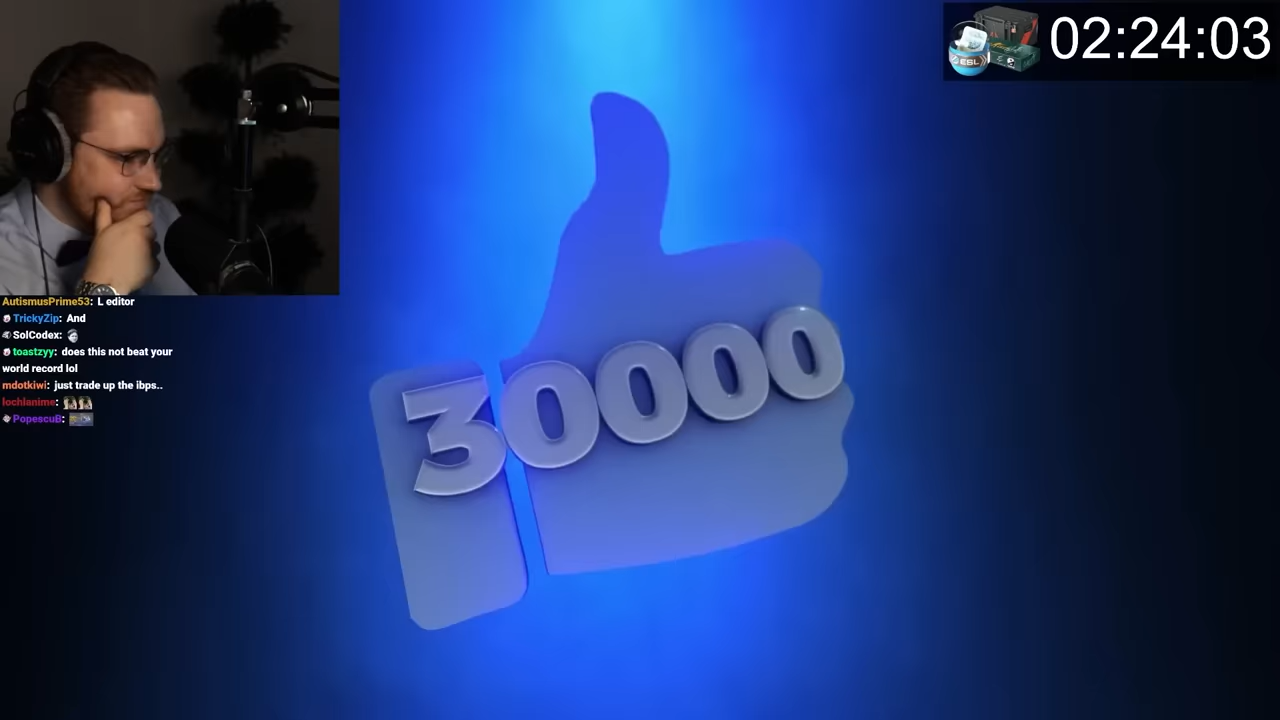 02:24:03
ESL
30000
AutismusPrime53: L editor
TrickyZip: And
SolCodex:
toastzyy: does this not beat your
world record lol
mdotkiwi: just trade up the ibps..
lochlanime:
PopescuB: